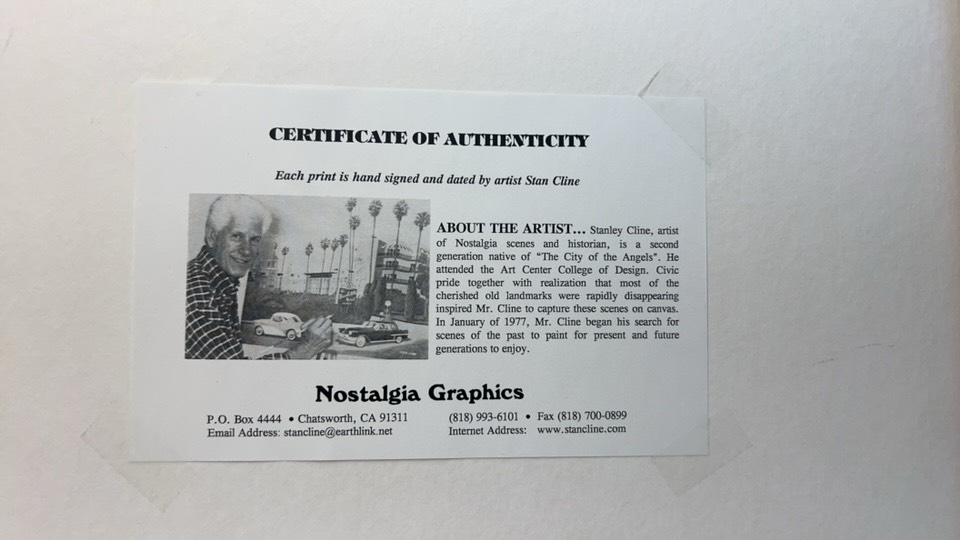 CERTIFICATE OF AUTHENTICITY
Each print is hand signed and dated by artist Stan Cline
ABOUT THE ARTIST... Stanley Cline, artist
of Nostalgia scenes and historian, is a second
generation native of "The City of the Angels". He
attended the Art Center College of Design. Civic
pride together with realization that most of the
cherished old landmarks were rapidly disappearing
inspired Mr. Cline to capture these scenes on canvas.
In January of 1977, Mr. Cline began his search for
scenes of the past to paint for present and future
generations to enjoy.
Nostalgia Graphics
P.O. Box 4444 • Chatsworth, CA 91311
(818) 993-6101 • Fax (818) 700-0899
Email Address: stancline@earthlink.net
Internet Address: www.stancline.com